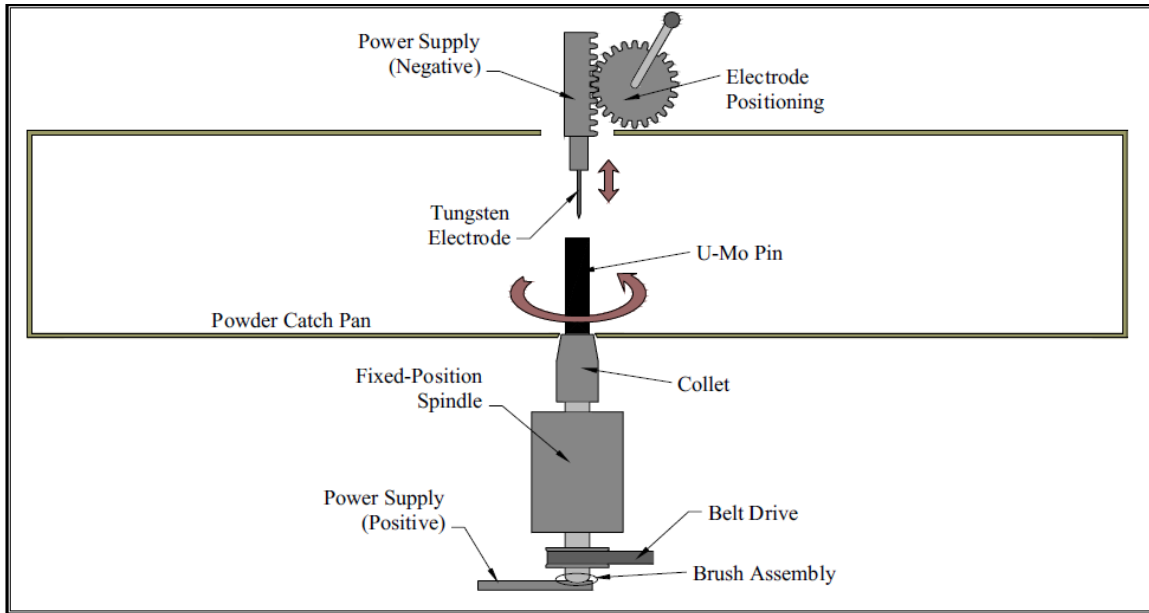 Power Supply
(Negative)
Electrode
Positioning
Tungsten
Electrode
U-Mo Pin
Powder Catch Pan
Fixed-Position
Spindle
Collet
Power Supply
(Positive)
Belt Drive
Brush Assembly